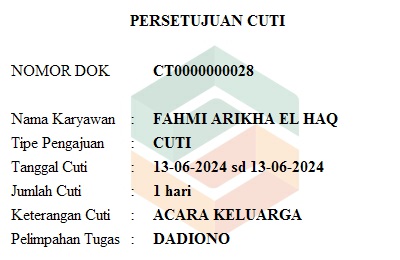 PERSETUJUAN CUTI
NOMOR DOK CT0000000028
Nama Karyawan : FAHMI ARIKHA EL HAQ
Tipe Pengajuan : CUTI
Tanggal Cuti : 13-06-2024 sd 13-06-2024
Jumlah Cuti : 1 hari
Keterangan Cuti : ACARA KELUARGA
Pelimpahan Tugas : DADIONO